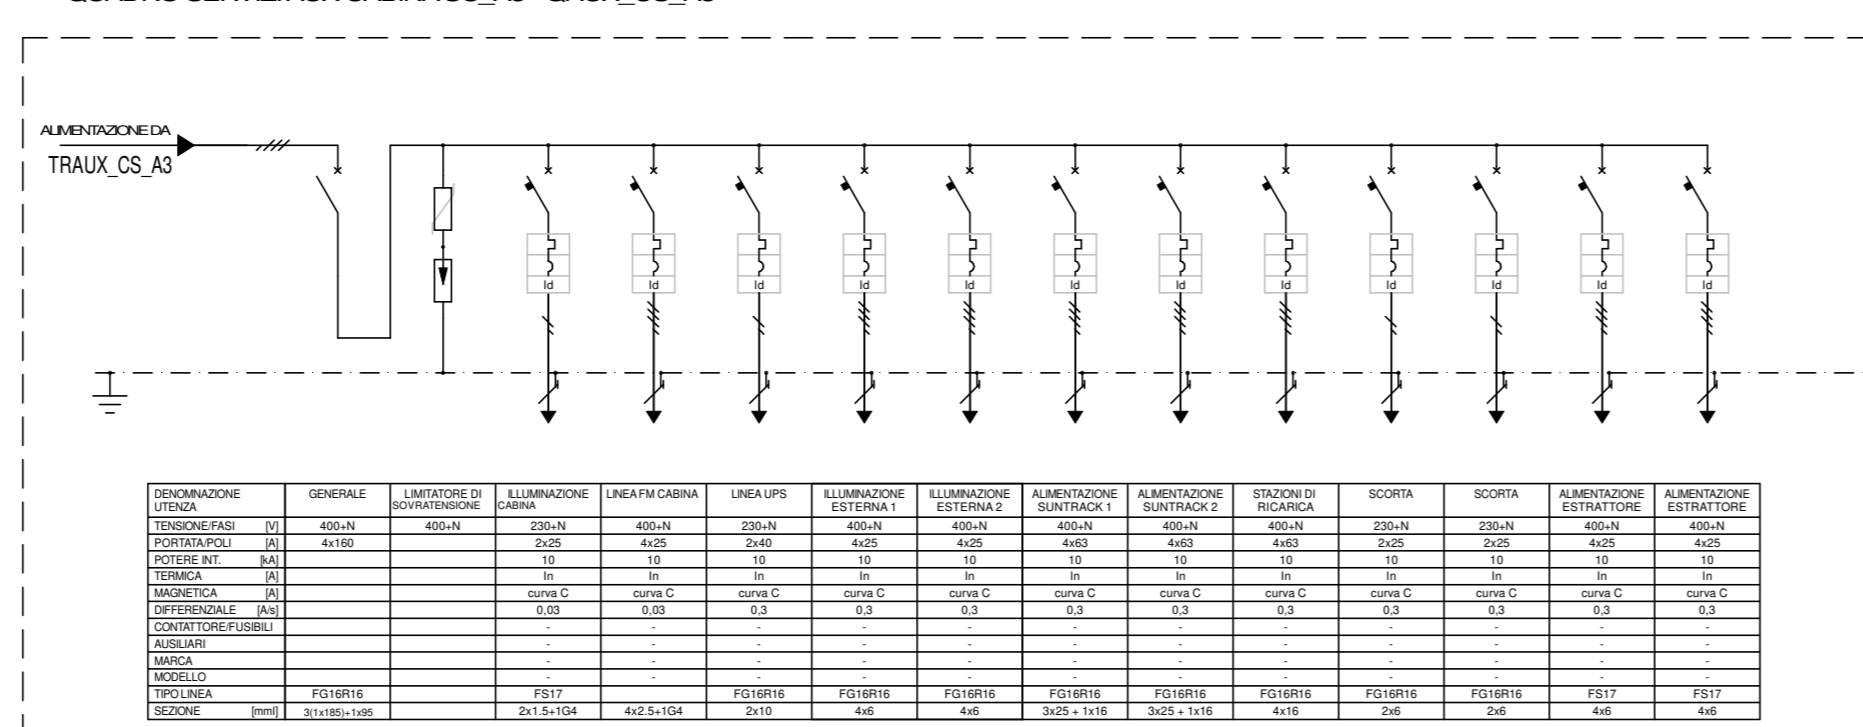 ALIMENTAZIONE DA
TRAUX_CS_A3
Id Id Id Id Id Id Id Id Id Id Id Id
DENOMNAZIONE UTENZA GENERALE LIMITATORE DI SOVRATENSIONE ILLUMINAZIONE CABINA LINEA FM CABINA LINEA UPS ILLUMINAZIONE ESTERNA 1 ILLUMINAZIONE ESTERNA 2 ALIMENTAZIONE SUNTRACK 1 ALIMENTAZIONE SUNTRACK 2 STAZIONI DI RICARICA SCORTA SCORTA ALIMENTAZIONE ESTRATTORE ALIMENTAZIONE ESTRATTORE
TENSIONE/FASI [V] 400+N 400+N 230+N 400+N 230+N 400+N 400+N 400+N 400+N 400+N 230+N 230+N 400+N 400+N
PORTATA/POLI [A] 4x160 2x25 4x25 2x40 4x25 4x25 4x63 4x63 4x63 2x25 2x25 4x25 4x25
POTERE INT. [kA] 10 10 10 10 10 10 10 10 10 10 10 10
TERMICA [A] In In In In In In In In In In In In
MAGNETICA [A] curva C curva C curva C curva C curva C curva C curva C curva C curva C curva C curva C curva C
DIFFERENZIALE [A/s] 0,03 0,03 0,3 0,3 0,3 0,3 0,3 0,3 0,3 0,3 0,3 0,3
CONTATTORE/FUSIBILI - - - - - - - - - - - -
AUSILIARI - - - - - - - - - - - -
MARCA - - - - - - - - - - - -
MODELLO - - - - - - - - - - - -
TIPO LINEA FG16R16 FS17 FG16R16 FG16R16 FG16R16 FG16R16 FG16R16 FG16R16 FG16R16 FG16R16 FS17 FS17
SEZIONE [mml] 3(1x185)+1x95 2x1.5+1G4 4x2.5+1G4 2x10 4x6 4x6 3x25 + 1x16 3x25 + 1x16 4x16 2x6 2x6 4x6 4x6